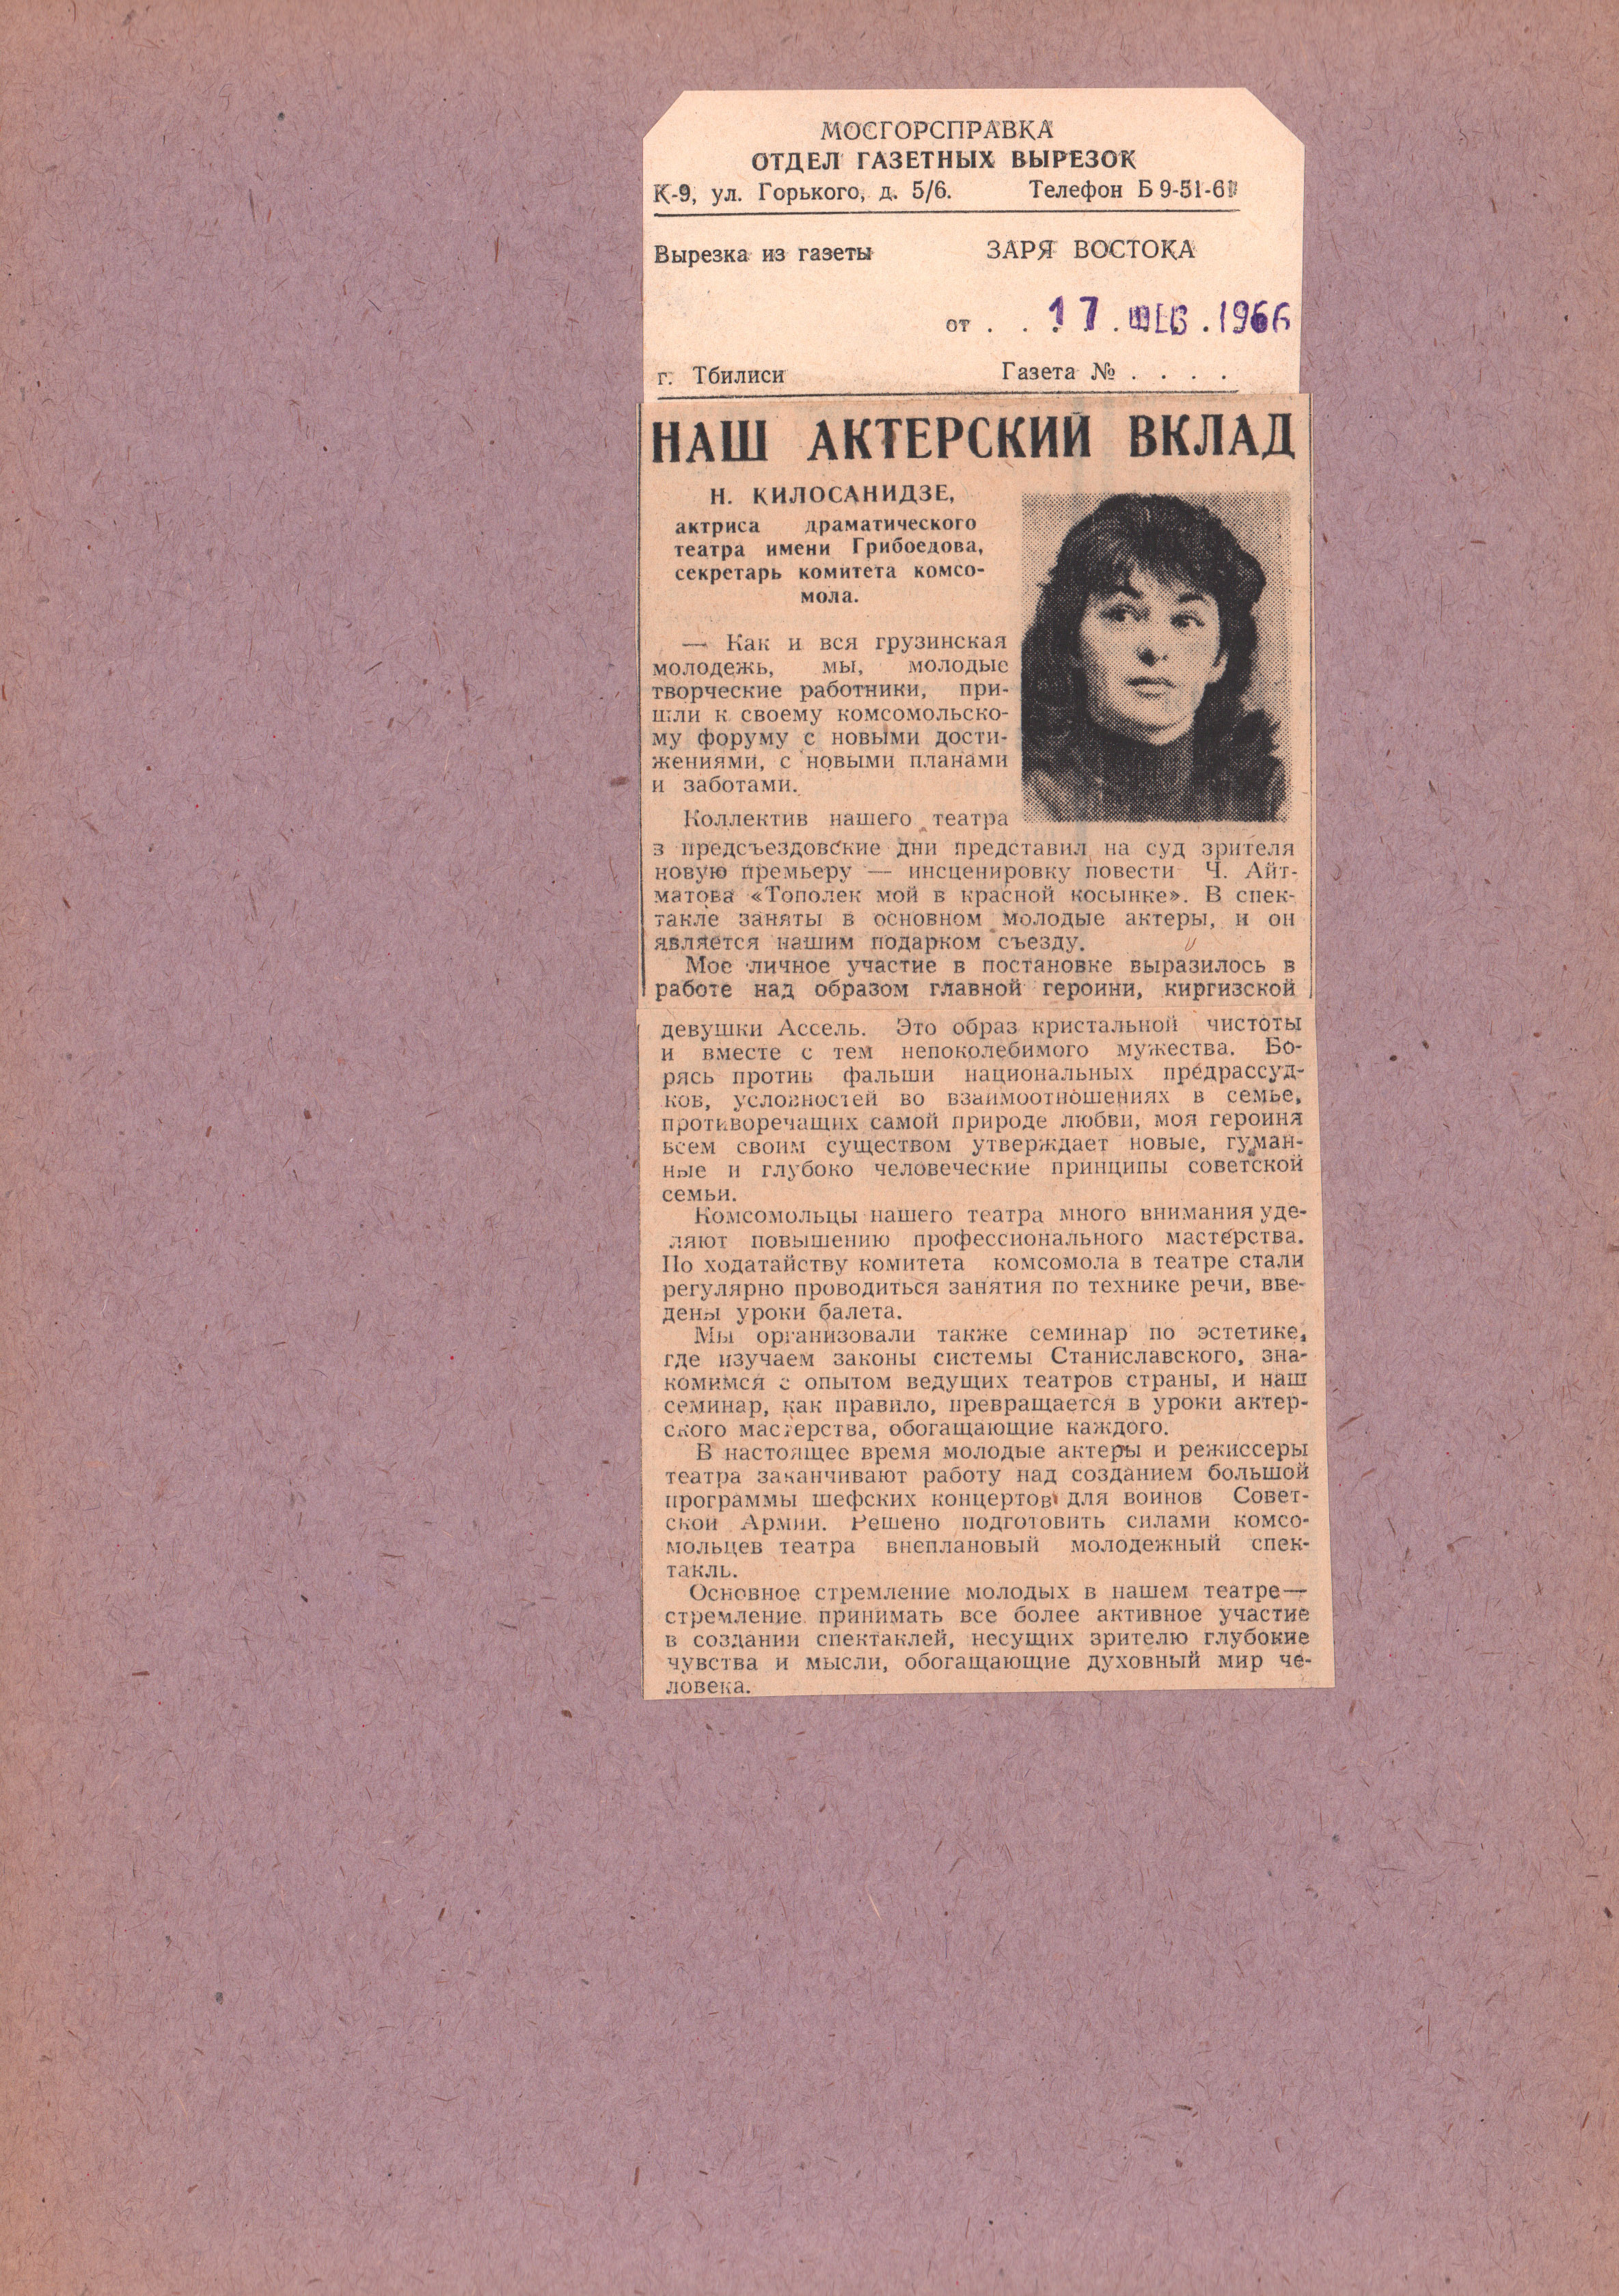 МОСГОРСПРАВКА
ОТДЕЛ ГАЗЕТНЫХ ВЫРЕЗОК
К-9, ул. Горького, д. 5/6. Телефон Б 9-51-61
Вырезка из газеты ЗАРЯ ВОСТОКА
от . . 17 . ФЕВ . 1966
г. Тбилиси Газета № . . . .
НАШ АКТЕРСКИЙ ВКЛАД
Н. КИЛОСАНИДЗЕ,
актриса драматического
театра имени Грибоедова,
секретарь комитета комсо-
мола.
— Как и вся грузинская
молодежь, мы, молодые
творческие работники, при-
шли к своему комсомольско-
му форуму с новыми дости-
жениями, с новыми планами
и заботами.
Коллектив нашего театра
в предсъездовские дни представил на суд зрителя
новую премьеру — инсценировку повести Ч. Айт-
матова «Тополек мой в красной косынке». В спек-
такле заняты в основном молодые актеры, и он
является нашим подарком съезду.
Мое личное участие в постановке выразилось в
работе над образом главной героини, киргизской
девушки Ассель. Это образ кристальной чистоты
и вместе с тем непоколебимого мужества. Бо-
рясь против фальши национальных предрассуд-
ков, условностей во взаимоотношениях в семье,
противоречащих самой природе любви, моя героиня
всем своим существом утверждает новые, гуман-
ные и глубоко человеческие принципы советской
семьи.
Комсомольцы нашего театра много внимания уде-
ляют повышению профессионального мастерства.
По ходатайству комитета комсомола в театре стали
регулярно проводиться занятия по технике речи, вве-
дены уроки балета.
Мы организовали также семинар по эстетике,
где изучаем законы системы Станиславского, зна-
комимся с опытом ведущих театров страны, и наш
семинар, как правило, превращается в уроки актер-
ского мастерства, обогащающие каждого.
В настоящее время молодые актеры и режиссеры
театра заканчивают работу над созданием большой
программы шефских концертов для воинов Совет-
ской Армии. Решено подготовить силами комсо-
мольцев театра внеплановый молодежный спек-
такль.
Основное стремление молодых в нашем театре—
стремление принимать все более активное участие
в создании спектаклей, несущих зрителю глубокие
чувства и мысли, обогащающие духовный мир че-
ловека.